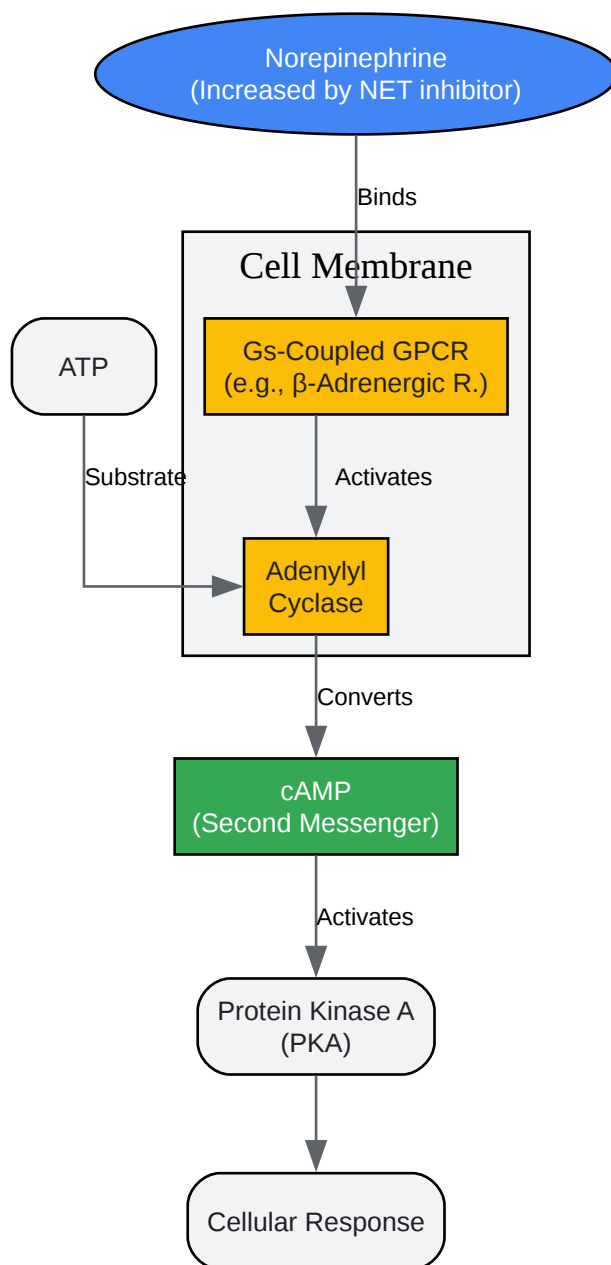 Norepinephrine
(Increased by NET inhibitor)
Binds
Cell Membrane
Gs-Coupled GPCR
(e.g., β-Adrenergic R.)
ATP
Substrate
Activates
Adenylyl
Cyclase
Converts
cAMP
(Second Messenger)
Activates
Protein Kinase A
(PKA)
Cellular Response